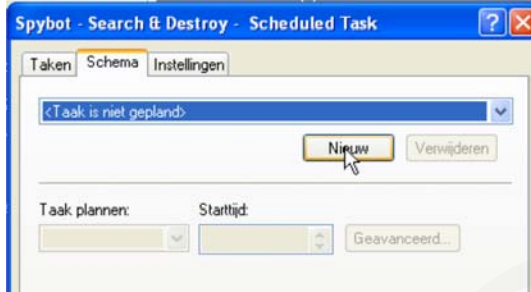 Spybot - Search & Destroy - Scheduled Task
Taken Schema Instellingen
<Taak is niet gepland>
Nieuw Verwijderen
Taak plannen: Starttijd:
Geavanceerd...